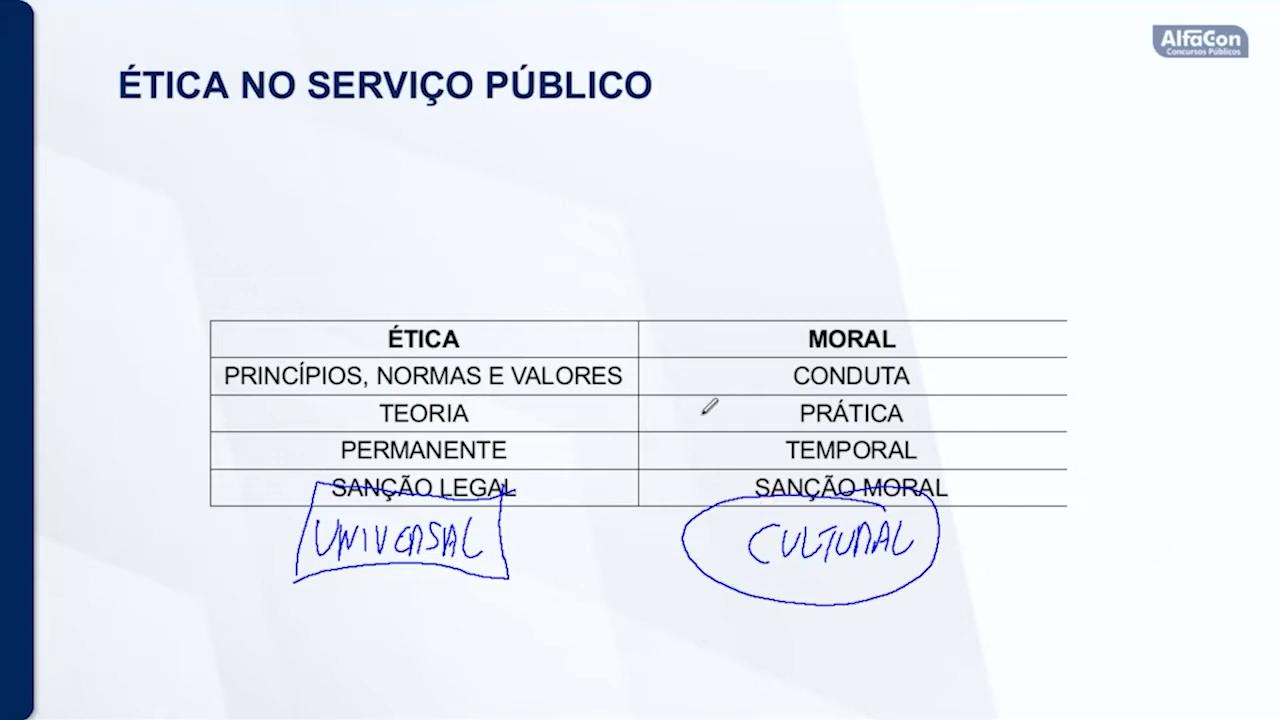 AlfaCon
Concursos Públicos
ÉTICA NO SERVIÇO PÚBLICO
ÉTICA MORAL
PRINCÍPIOS, NORMAS E VALORES CONDUTA
TEORIA PRÁTICA
PERMANENTE TEMPORAL
SANÇÃO LEGAL SANÇÃO MORAL
UNIVERSAL CULTURAL